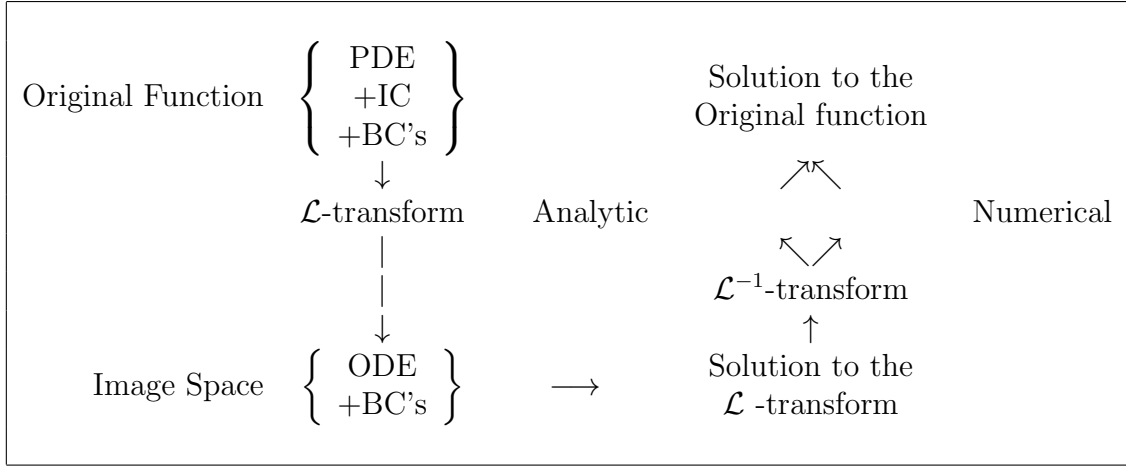 PDE
Original Function +IC
+BC's
Solution to the
Original function
↓
ℒ-transform Analytic Numerical
|
|
↓
ℒ⁻¹-transform
↑
Image Space ODE
+BC's
⟶
Solution to the
ℒ -transform